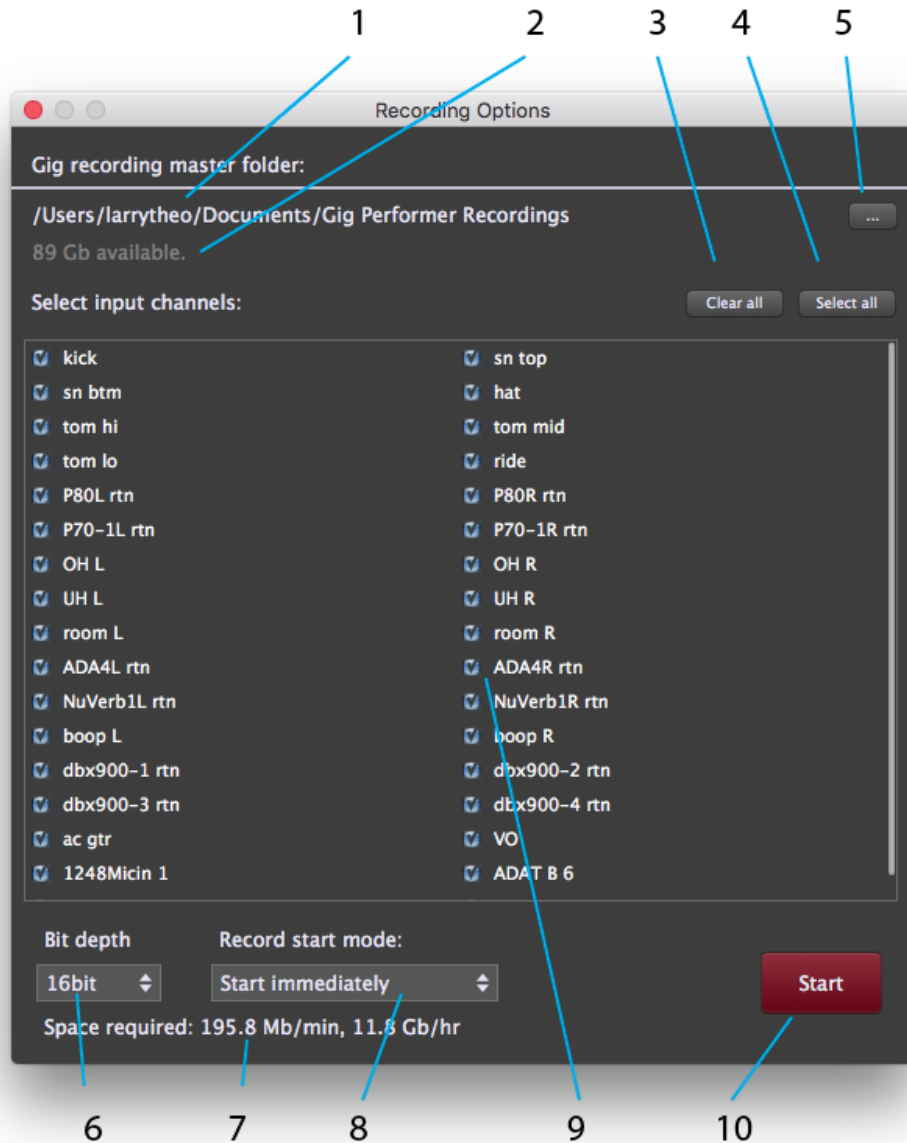 1 2 3 4 5
Recording Options
Gig recording master folder:
/Users/larrytheo/Documents/Gig Performer Recordings ...
89 Gb available.
Select input channels: Clear all Select all
kick sn top
sn btm hat
tom hi tom mid
tom lo ride
P80L rtn P80R rtn
P70-1L rtn P70-1R rtn
OH L OH R
UH L UH R
room L room R
ADA4L rtn ADA4R rtn
NuVerb1L rtn NuVerb1R rtn
boop L boop R
dbx900-1 rtn dbx900-2 rtn
dbx900-3 rtn dbx900-4 rtn
ac gtr VO
1248Micin 1 ADAT B 6
Bit depth Record start mode:
16bit Start immediately Start
Space required: 195.8 Mb/min, 11.8 Gb/hr
6 7 8 9 10